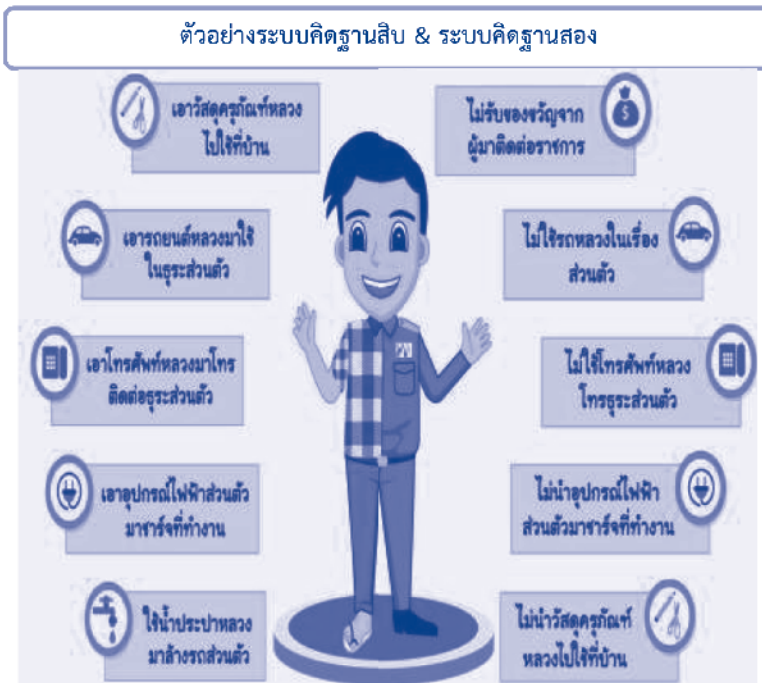 ตัวอย่างระบบคิดฐานสิบ & ระบบคิดฐานสอง
เอาวัสดุครุภัณฑ์หลวง
ไปใช้ที่บ้าน
เอารถยนต์หลวงมาใช้
ในธุระส่วนตัว
เอาโทรศัพท์หลวงมาโทร
ติดต่อธุระส่วนตัว
เอาอุปกรณ์ไฟฟ้าส่วนตัว
มาชาร์จที่ทำงาน
ใช้น้ำประปาหลวง
มาล้างรถส่วนตัว
ไม่รับของขวัญจาก
ผู้มาติดต่อราชการ
$
ไม่ใช้รถหลวงในเรื่อง
ส่วนตัว
ไม่ใช้โทรศัพท์หลวง
โทรธุระส่วนตัว
ไม่นำอุปกรณ์ไฟฟ้า
ส่วนตัวมาชาร์จที่ทำงาน
ไม่นำวัสดุครุภัณฑ์
หลวงไปใช้ที่บ้าน